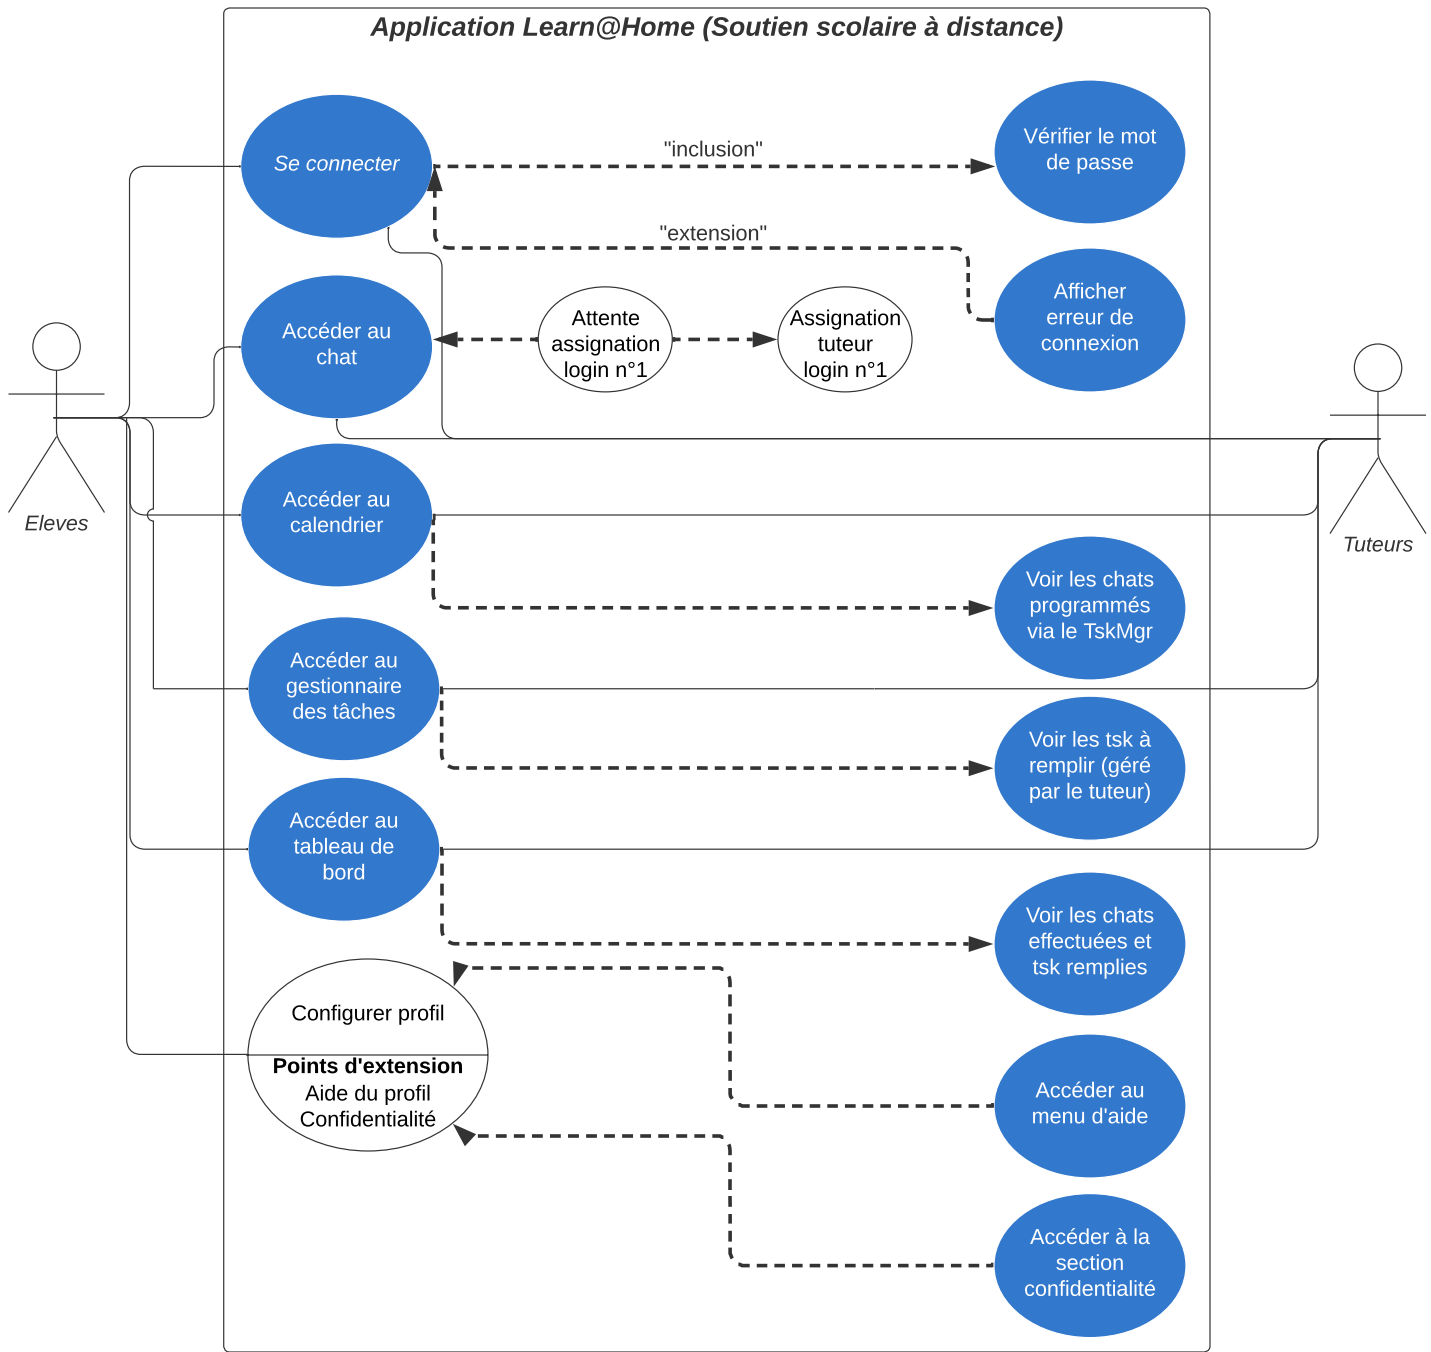 Application Learn@Home (Soutien scolaire à distance)
Se connecter
"inclusion"
Vérifier le mot
de passe
"extension"
Afficher
erreur de
connexion
Accéder au
chat
Attente
assignation
login n°1
Assignation
tuteur
login n°1
Eleves
Tuteurs
Accéder au
calendrier
Voir les chats
programmés
via le TskMgr
Accéder au
gestionnaire
des tâches
Voir les tsk à
remplir (géré
par le tuteur)
Accéder au
tableau de
bord
Voir les chats
effectuées et
tsk remplies
Configurer profil
Points d'extension
Aide du profil
Confidentialité
Accéder au
menu d'aide
Accéder à la
section
confidentialité